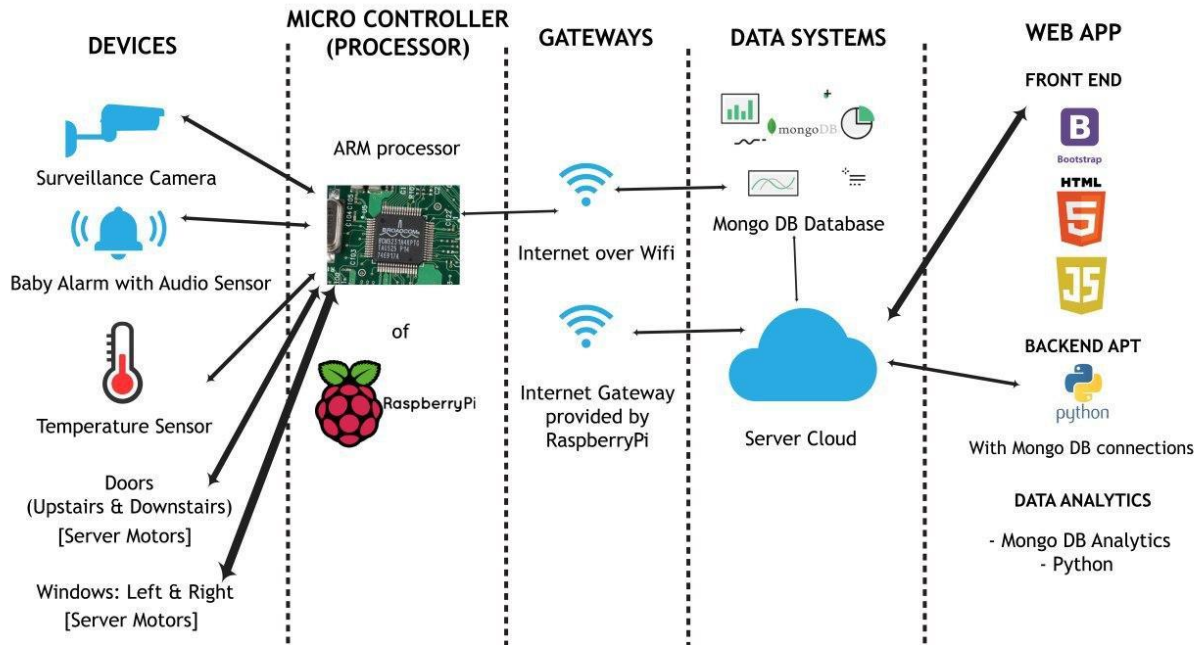 DEVICES
MICRO CONTROLLER
(PROCESSOR)
GATEWAYS
DATA SYSTEMS
WEB APP
Surveillance Camera
Baby Alarm with Audio Sensor
Temperature Sensor
Doors
(Upstairs & Downstairs)
[Server Motors]
Windows: Left & Right
[Server Motors]
ARM processor
BROADCOM
of
RaspberryPi
Internet over Wifi
Internet Gateway
provided by
RaspberryPi
mongoDB
Mongo DB Database
Server Cloud
FRONT END
B
Bootstrap
HTML
5
JS
BACKEND APT
python
With Mongo DB connections
DATA ANALYTICS
- Mongo DB Analytics
- Python